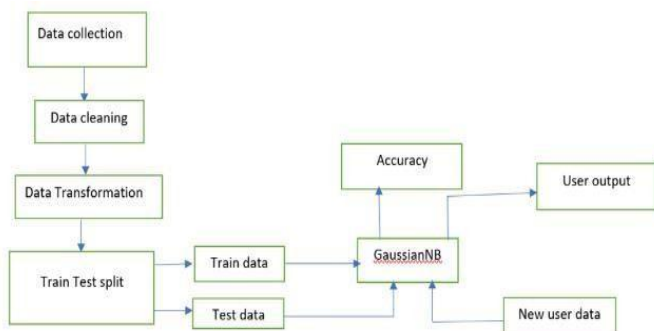 Data collection
Data cleaning
Accuracy
User output
Data Transformation
GaussianNB
Train data
Train Test split
Test data
New user data